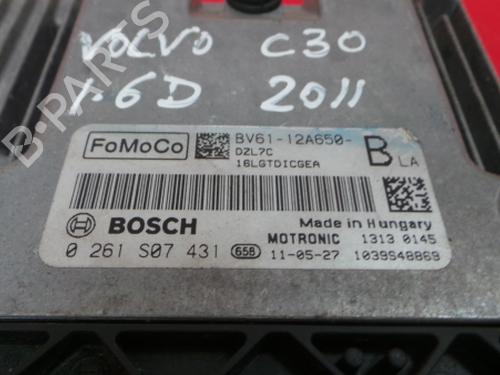 VOLVO C30
1.6D 2011
B-PARTS
FoMoCo BV61-12A650- B LA
DZL7C
16LGTDICGEA
BOSCH Made in Hungary
0 261 S07 431 65B MOTRONIC 1313 0145
11-05-27 1039S48869